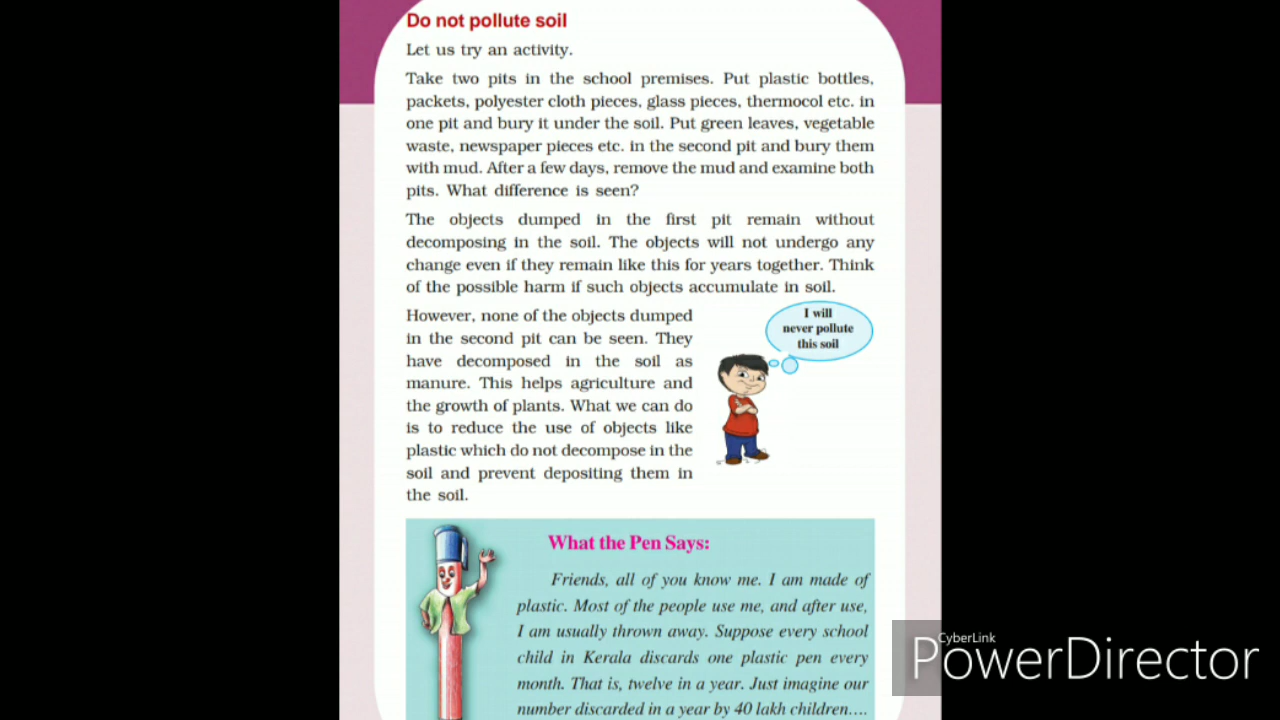 Do not pollute soil
Let us try an activity.
Take two pits in the school premises. Put plastic bottles,
packets, polyester cloth pieces, glass pieces, thermocol etc. in
one pit and bury it under the soil. Put green leaves, vegetable
waste, newspaper pieces etc. in the second pit and bury them
with mud. After a few days, remove the mud and examine both
pits. What difference is seen?
The objects dumped in the first pit remain without
decomposing in the soil. The objects will not undergo any
change even if they remain like this for years together. Think
of the possible harm if such objects accumulate in soil.
However, none of the objects dumped
in the second pit can be seen. They
have decomposed in the soil as
manure. This helps agriculture and
the growth of plants. What we can do
is to reduce the use of objects like
plastic which do not decompose in the
soil and prevent depositing them in
the soil.
I will
never pollute
this soil
What the Pen Says:
Friends, all of you know me. I am made of
plastic. Most of the people use me, and after use,
I am usually thrown away. Suppose every school
child in Kerala discards one plastic pen every
month. That is, twelve in a year. Just imagine our
number discarded in a year by 40 lakh children....
CyberLink
PowerDirector